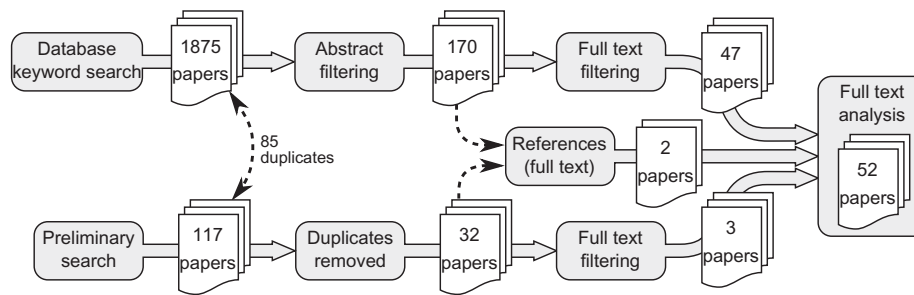 Database
keyword search
1875
papers
Abstract
filtering
170
papers
Full text
filtering
47
papers
Full text
analysis
52
papers
85
duplicates
References
(full text)
2
papers
Preliminary
search
117
papers
Duplicates
removed
32
papers
Full text
filtering
3
papers